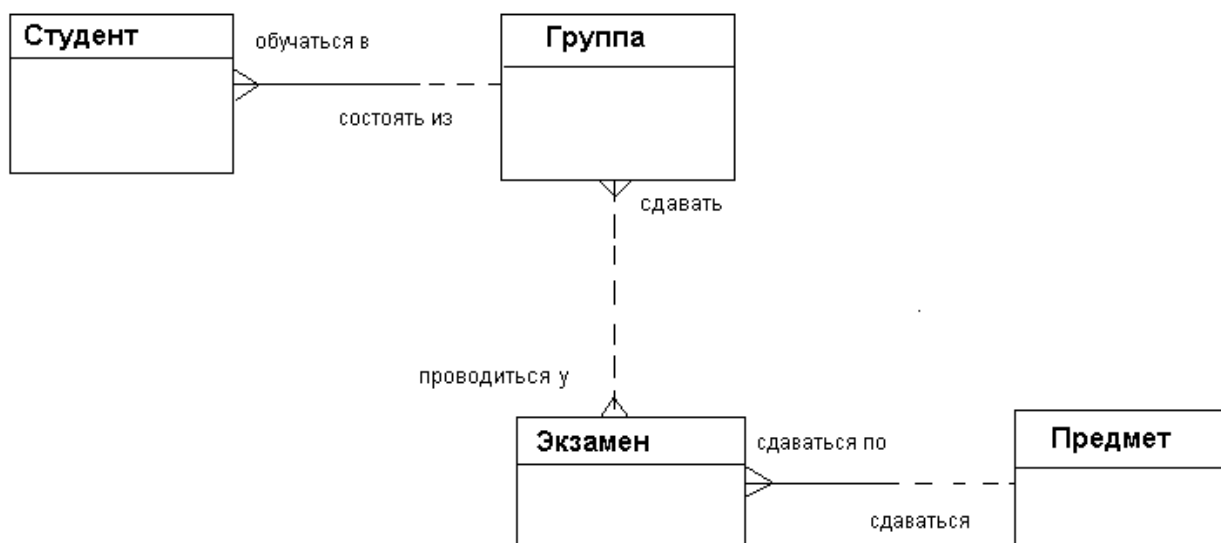 Студент
обучаться в
Группа
состоять из
сдавать
проводиться у
Экзамен
сдаваться по
Предмет
сдаваться